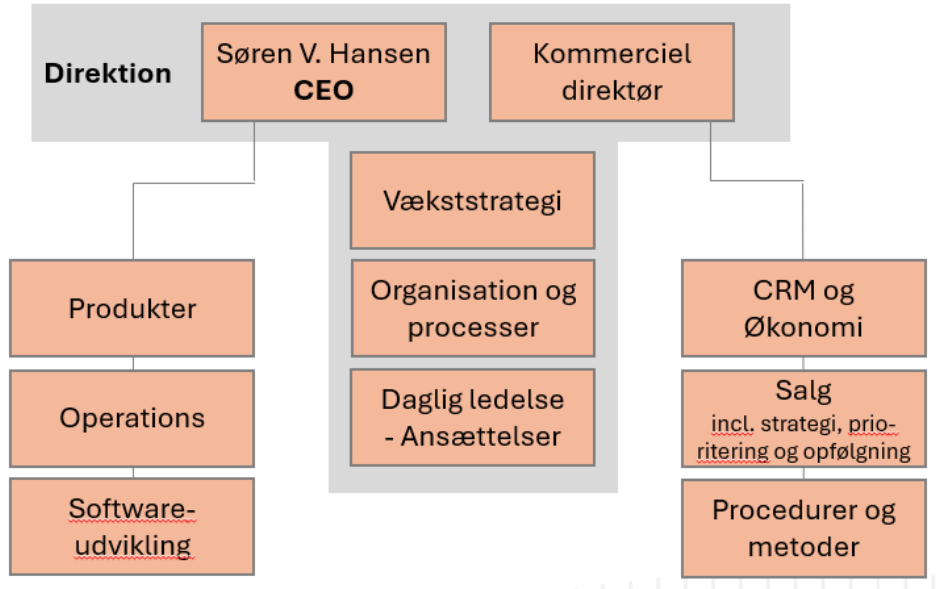 Direktion
Søren V. Hansen
CEO
Kommerciel
direktør
Vækststrategi
Organisation og
processer
Daglig ledelse
- Ansættelser
Produkter
Operations
Software-
udvikling
CRM og
Økonomi
Salg
incl. strategi, prio-
ritering og opfølgning
Procedurer og
metoder